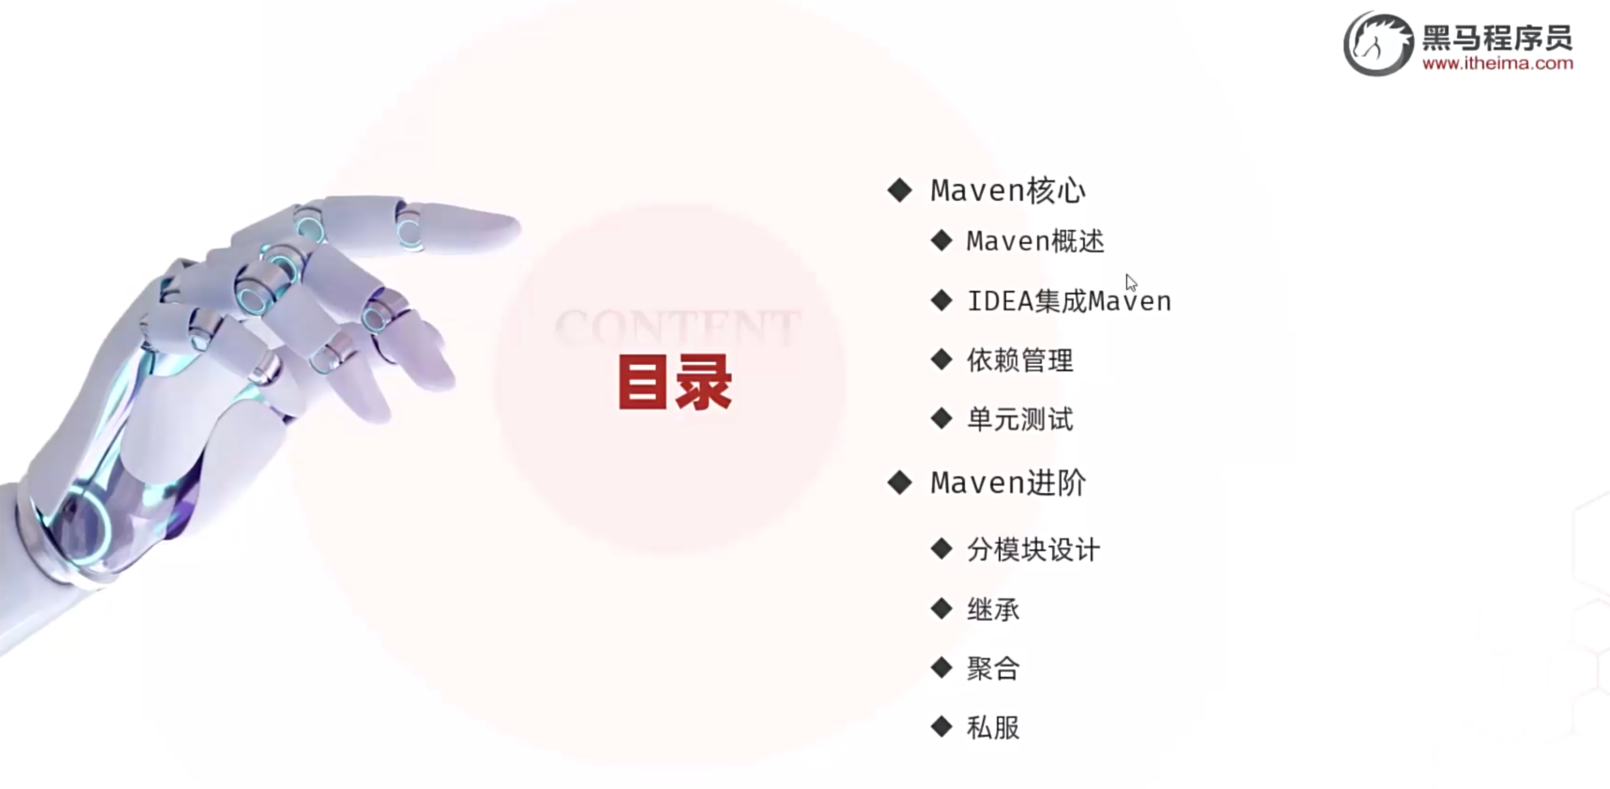 黑马程序员
www.itheima.com
CONTENT
目录
Maven核心
Maven概述
IDEA集成Maven
依赖管理
单元测试
Maven进阶
分模块设计
继承
聚合
私服